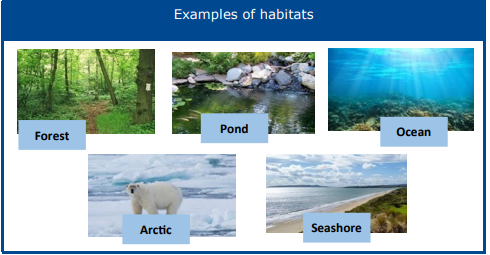 Examples of habitats
Forest
Pond
Ocean
Arctic
Seashore